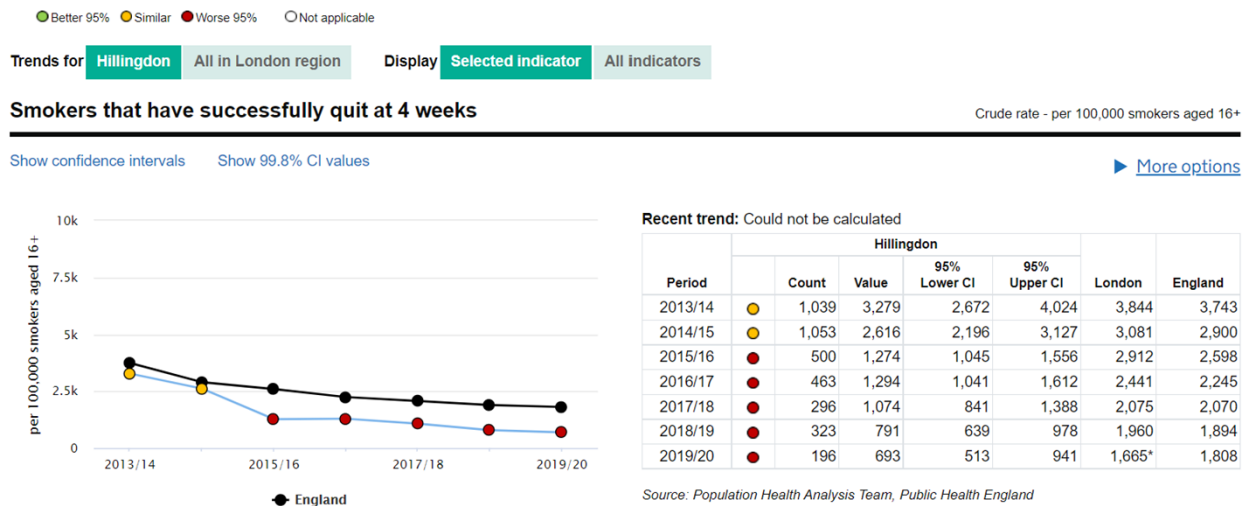 Better 95% Similar Worse 95% Not applicable
Trends for Hillingdon All in London region Display Selected indicator All indicators
Smokers that have successfully quit at 4 weeks
Crude rate - per 100,000 smokers aged 16+
Show confidence intervals Show 99.8% CI values
More options
per 100,000 smokers aged 16+
10k
7.5k
5k
2.5k
0
2013/14 2015/16 2017/18 2019/20
England
Recent trend: Could not be calculated
Hillingdon
Period Count Value 95% Lower CI 95% Upper CI London England
2013/14 1,039 3,279 2,672 4,024 3,844 3,743
2014/15 1,053 2,616 2,196 3,127 3,081 2,900
2015/16 500 1,274 1,045 1,556 2,912 2,598
2016/17 463 1,294 1,041 1,612 2,441 2,245
2017/18 296 1,074 841 1,388 2,075 2,070
2018/19 323 791 639 978 1,960 1,894
2019/20 196 693 513 941 1,665* 1,808
Source: Population Health Analysis Team, Public Health England